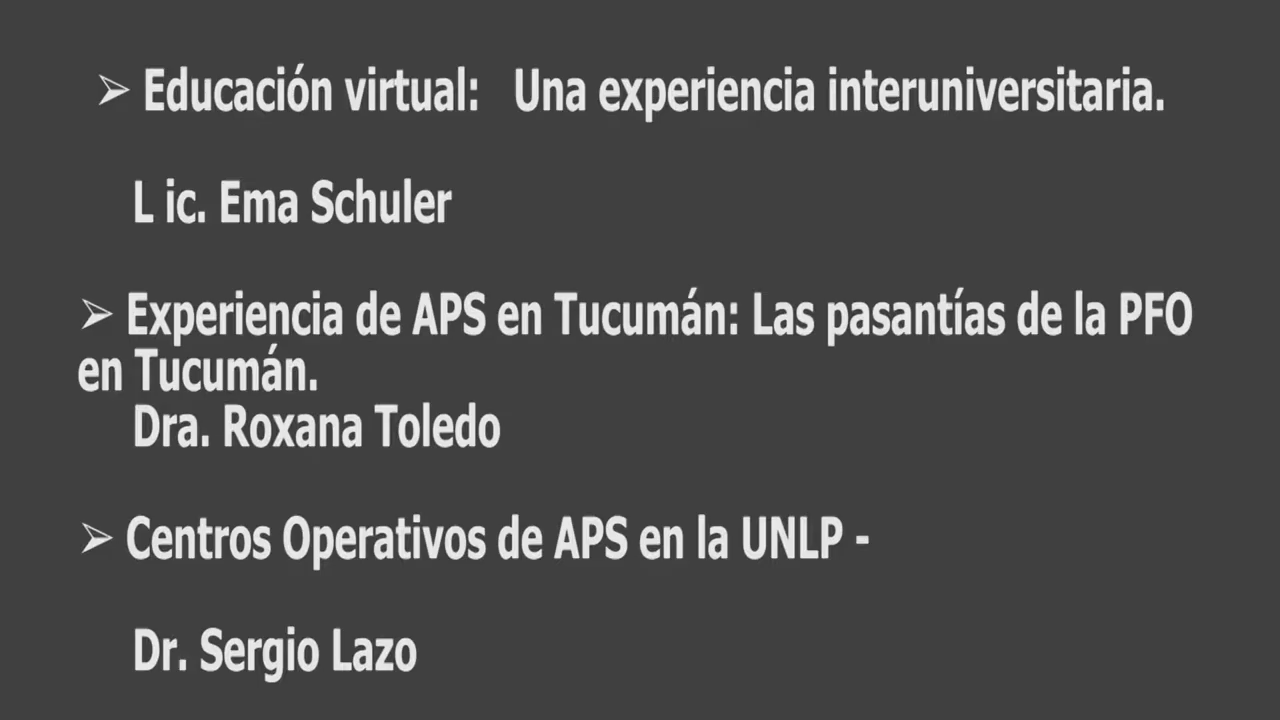 ➢ Educación virtual: Una experiencia interuniversitaria.
L ic. Ema Schuler
➢ Experiencia de APS en Tucumán: Las pasantías de la PFO
en Tucumán.
Dra. Roxana Toledo
➢ Centros Operativos de APS en la UNLP -
Dr. Sergio Lazo